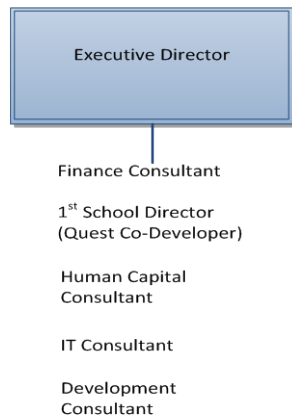 Executive Director
Finance Consultant
1st School Director
(Quest Co-Developer)
Human Capital
Consultant
IT Consultant
Development
Consultant